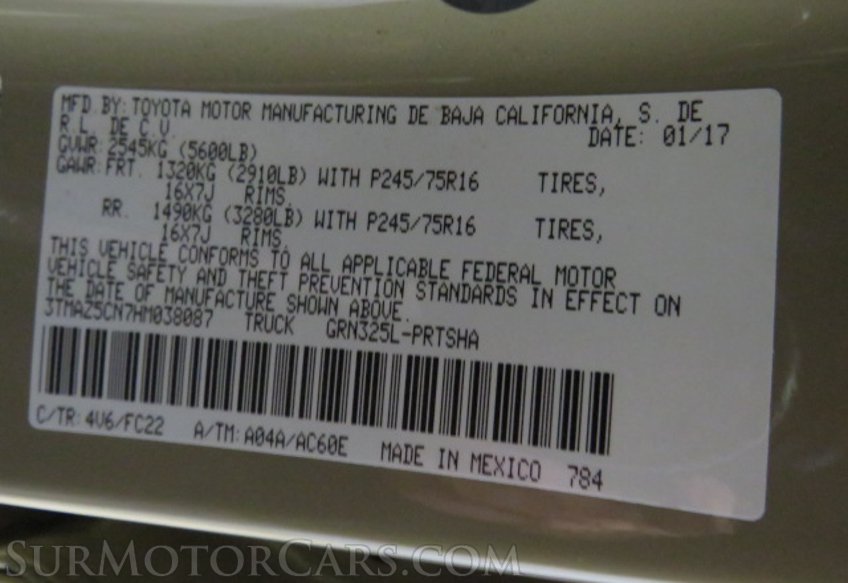 MFD. BY: TOYOTA MOTOR MANUFACTURING DE BAJA CALIFORNIA, S. DE
R.L. DE C.V. DATE: 01/17
GVWR: 2545KG (5600LB)
GAWR: FRT. 1320KG (2910LB) WITH P245/75R16 TIRES,
16X7J RIMS,
RR. 1490KG (3280LB) WITH P245/75R16 TIRES,
16X7J RIMS,
THIS VEHICLE CONFORMS TO ALL APPLICABLE FEDERAL MOTOR
VEHICLE SAFETY AND THEFT PREVENTION STANDARDS IN EFFECT ON
THE DATE OF MANUFACTURE SHOWN ABOVE.
3TMAZ5CN7HM038087 TRUCK GRN325L-PRTSHA
C/TR: 4V6/FC22 A/TM: A04A/AC60E MADE IN MEXICO 784
SURMOTORCARS.COM